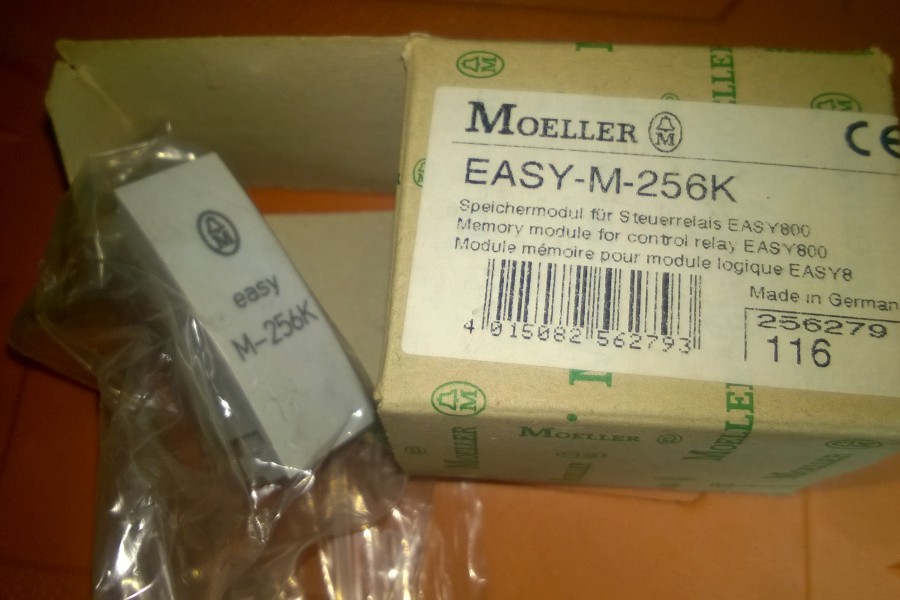 MOELLER
EASY-M-256K
Speichermodul für Steuerrelais EASY800
Memory module for control relay EASY800
Module mémoire pour module logique EASY8
4 015082 562793
Made in German
256279
116
CE
easy
M-256K
MOELLER
MOELLER
MOELLER